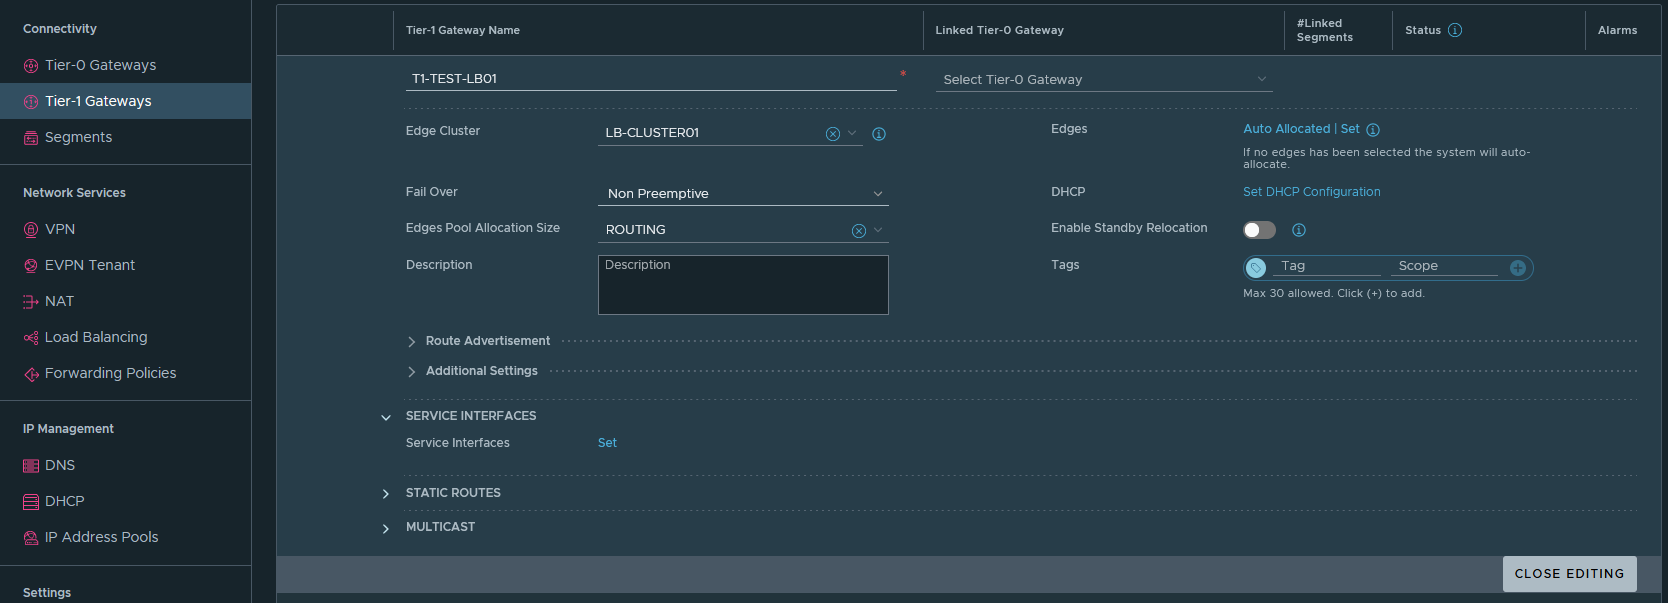 Connectivity
Tier-0 Gateways
Tier-1 Gateways
Segments
Network Services
VPN
EVPN Tenant
NAT
Load Balancing
Forwarding Policies
IP Management
DNS
DHCP
IP Address Pools
Settings
Tier-1 Gateway Name
Linked Tier-0 Gateway
#Linked
Segments
Status
Alarms
T1-TEST-LB01 *
Select Tier-0 Gateway
Edge Cluster
LB-CLUSTER01
Edges
Auto Allocated | Set
If no edges has been selected the system will auto-
allocate.
Fail Over
Non Preemptive
DHCP
Set DHCP Configuration
Edges Pool Allocation Size
ROUTING
Enable Standby Relocation
Description
Description
Tags
Tag
Scope
Max 30 allowed. Click (+) to add.
Route Advertisement
Additional Settings
SERVICE INTERFACES
Service Interfaces
Set
STATIC ROUTES
MULTICAST
CLOSE EDITING